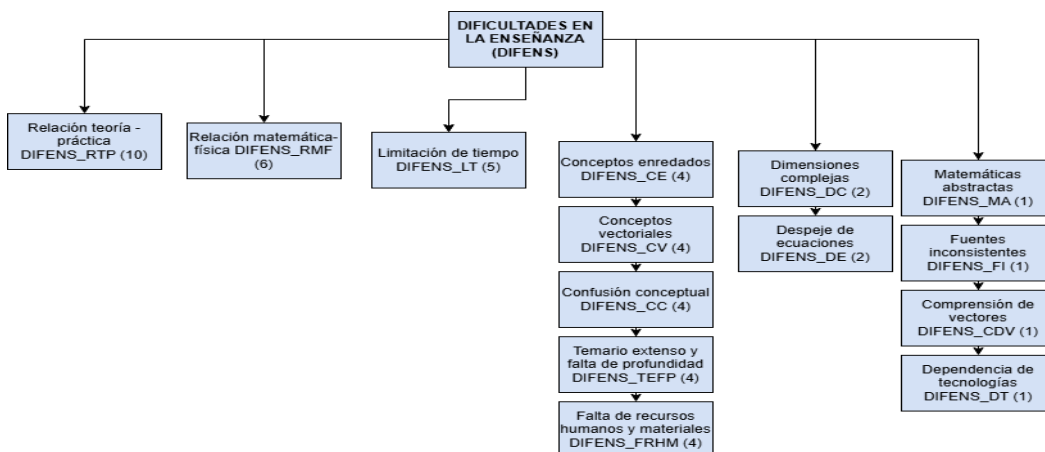 DIFICULTADES EN
LA ENSEÑANZA
(DIFENS)
Relación teoría -
práctica
DIFENS_RTP (10)
Relación matemática-
física DIFENS_RMF
(6)
Limitación de tiempo
DIFENS_LT (5)
Conceptos enredados
DIFENS_CE (4)
Conceptos
vectoriales
DIFENS_CV (4)
Confusión conceptual
DIFENS_CC (4)
Temario extenso y
falta de profundidad
DIFENS_TEFP (4)
Falta de recursos
humanos y materiales
DIFENS_FRHM (4)
Dimensiones
complejas
DIFENS_DC (2)
Despeje de
ecuaciones
DIFENS_DE (2)
Matemáticas
abstractas
DIFENS_MA (1)
Fuentes
inconsistentes
DIFENS_FI (1)
Comprensión de
vectores
DIFENS_CDV (1)
Dependencia de
tecnologías
DIFENS_DT (1)